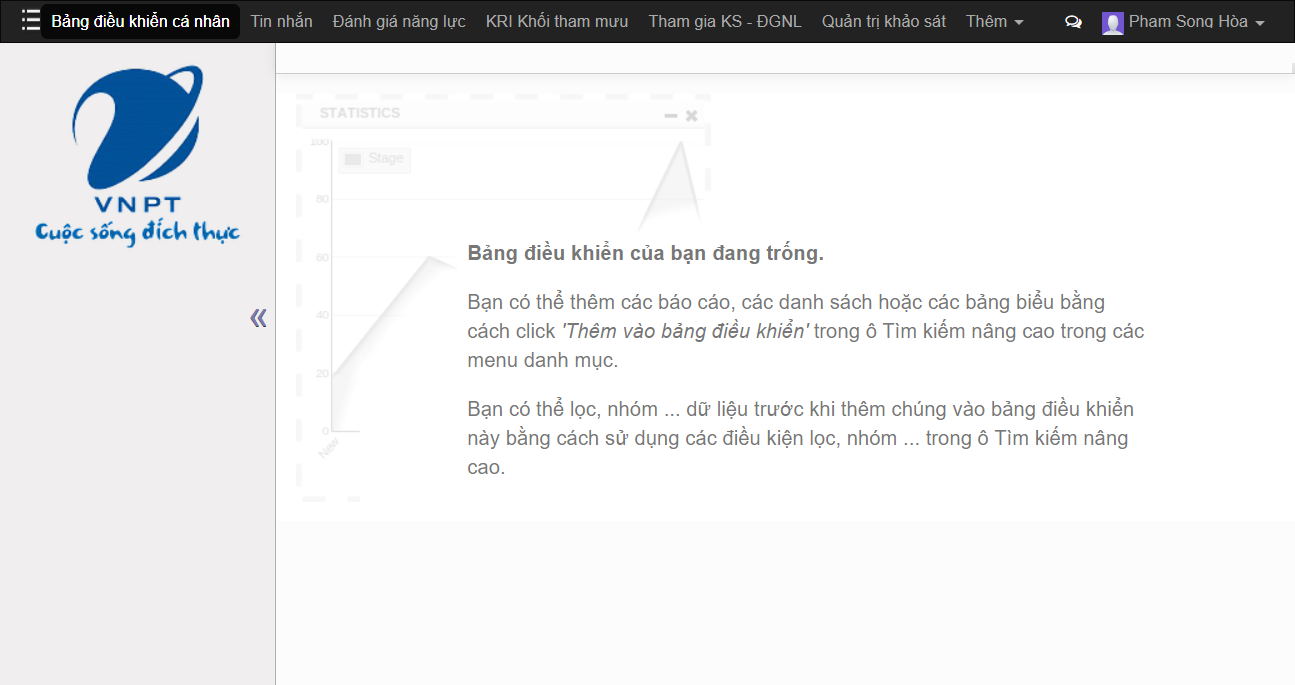 Bảng điều khiển cá nhân Tin nhắn Đánh giá năng lực KRI Khối tham mưu Tham gia KS - ĐGNL Quản trị khảo sát Thêm Pham Song Hòa
VNPT
Cuộc sống đích thực
STATISTICS
100
Stage
80
60
40
20
0
New
Bảng điều khiển của bạn đang trống.
Bạn có thể thêm các báo cáo, các danh sách hoặc các bảng biểu bằng
cách click 'Thêm vào bảng điều khiển' trong ô Tìm kiếm nâng cao trong các
menu danh mục.
Bạn có thể lọc, nhóm ... dữ liệu trước khi thêm chúng vào bảng điều khiển
này bằng cách sử dụng các điều kiện lọc, nhóm ... trong ô Tìm kiếm nâng
cao.